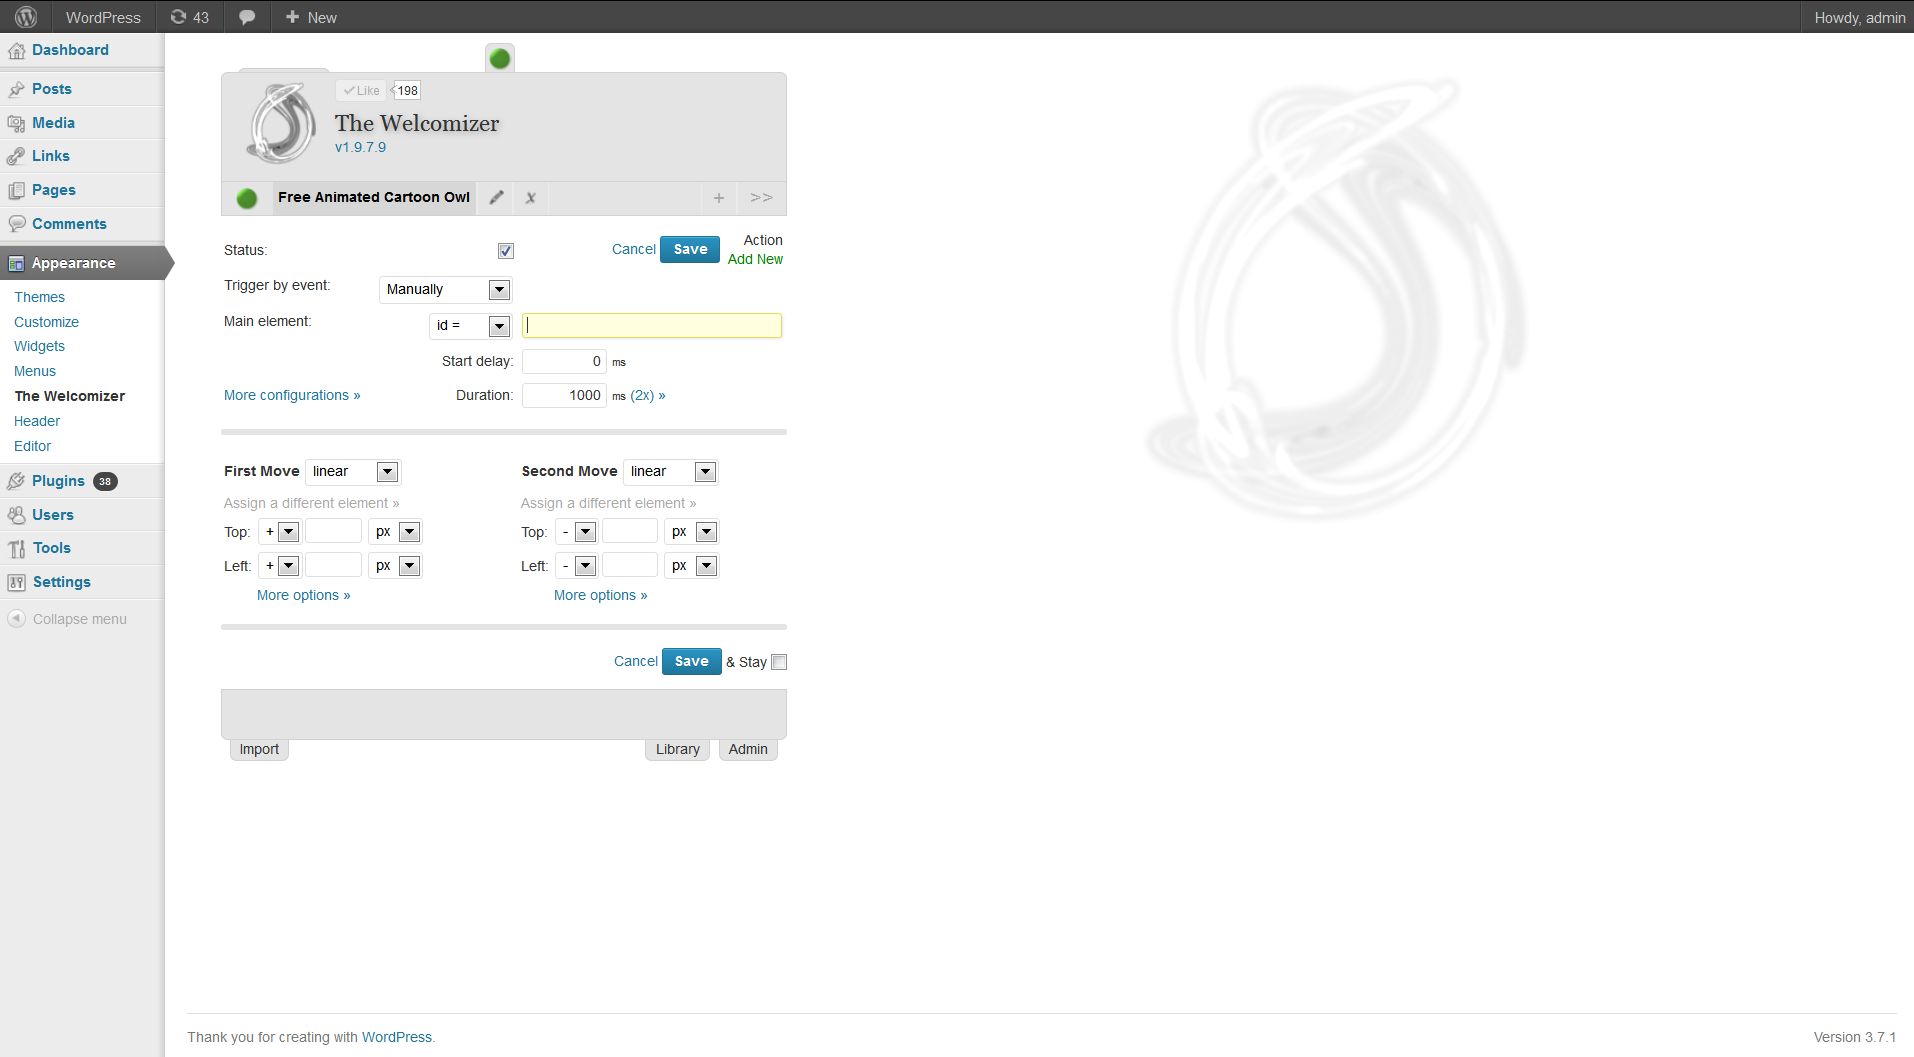 WordPress 43 New Howdy, admin
Dashboard
Posts
Media
Links
Pages
Comments
Appearance
Themes
Customize
Widgets
Menus
The Welcomizer
Header
Editor
Plugins 38
Users
Tools
Settings
Collapse menu
Like 198
The Welcomizer
v1.9.7.9
Free Animated Cartoon Owl x + >>
Status: Cancel Save Action
Add New
Trigger by event: Manually
Main element: id =
Start delay: 0 ms
More configurations » Duration: 1000 ms (2x) »
First Move linear Second Move linear
Assign a different element » Assign a different element »
Top: + px Top: - px
Left: + px Left: - px
More options » More options »
Cancel Save & Stay
Import Library Admin
Thank you for creating with WordPress. Version 3.7.1